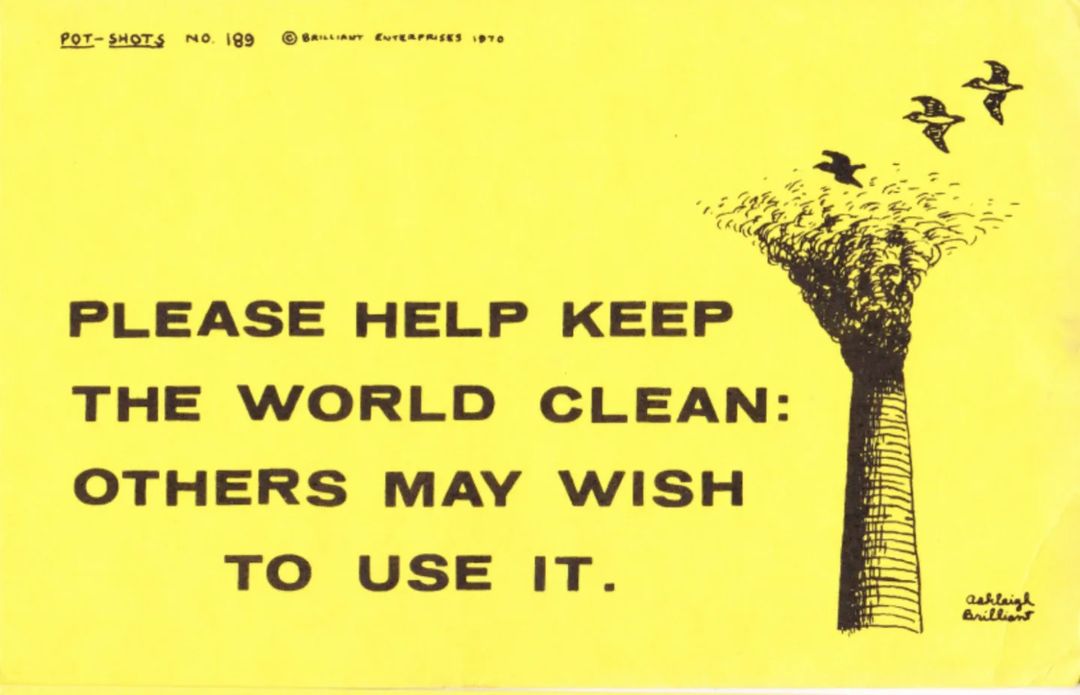 POT-SHOTS NO. 189 © BRILLIANT ENTERPRISES 1970
PLEASE HELP KEEP
THE WORLD CLEAN:
OTHERS MAY WISH
TO USE IT.
Ashleigh
Brilliant